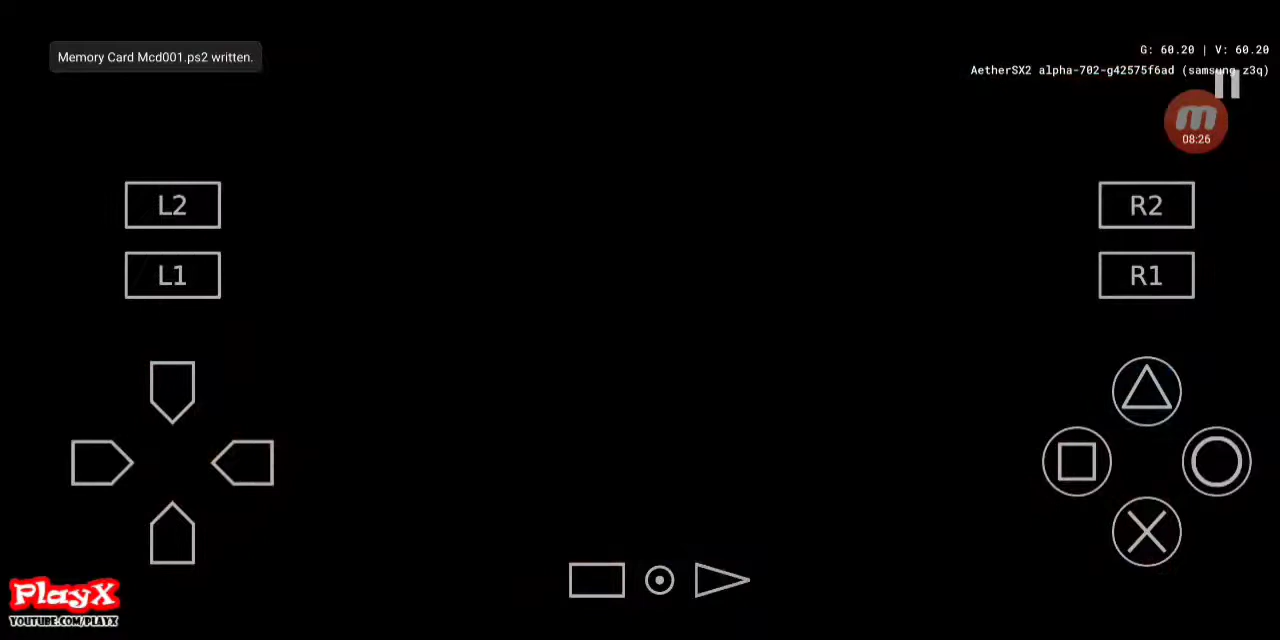 Memory Card Mcd001.ps2 written.
G: 60.20 | V: 60.20
AetherSX2 alpha-702-g42575f6ad (samsung z3q)
m
08:26
L2
R2
L1
R1
PlayX
YOUTUBE.COM/PLAYX